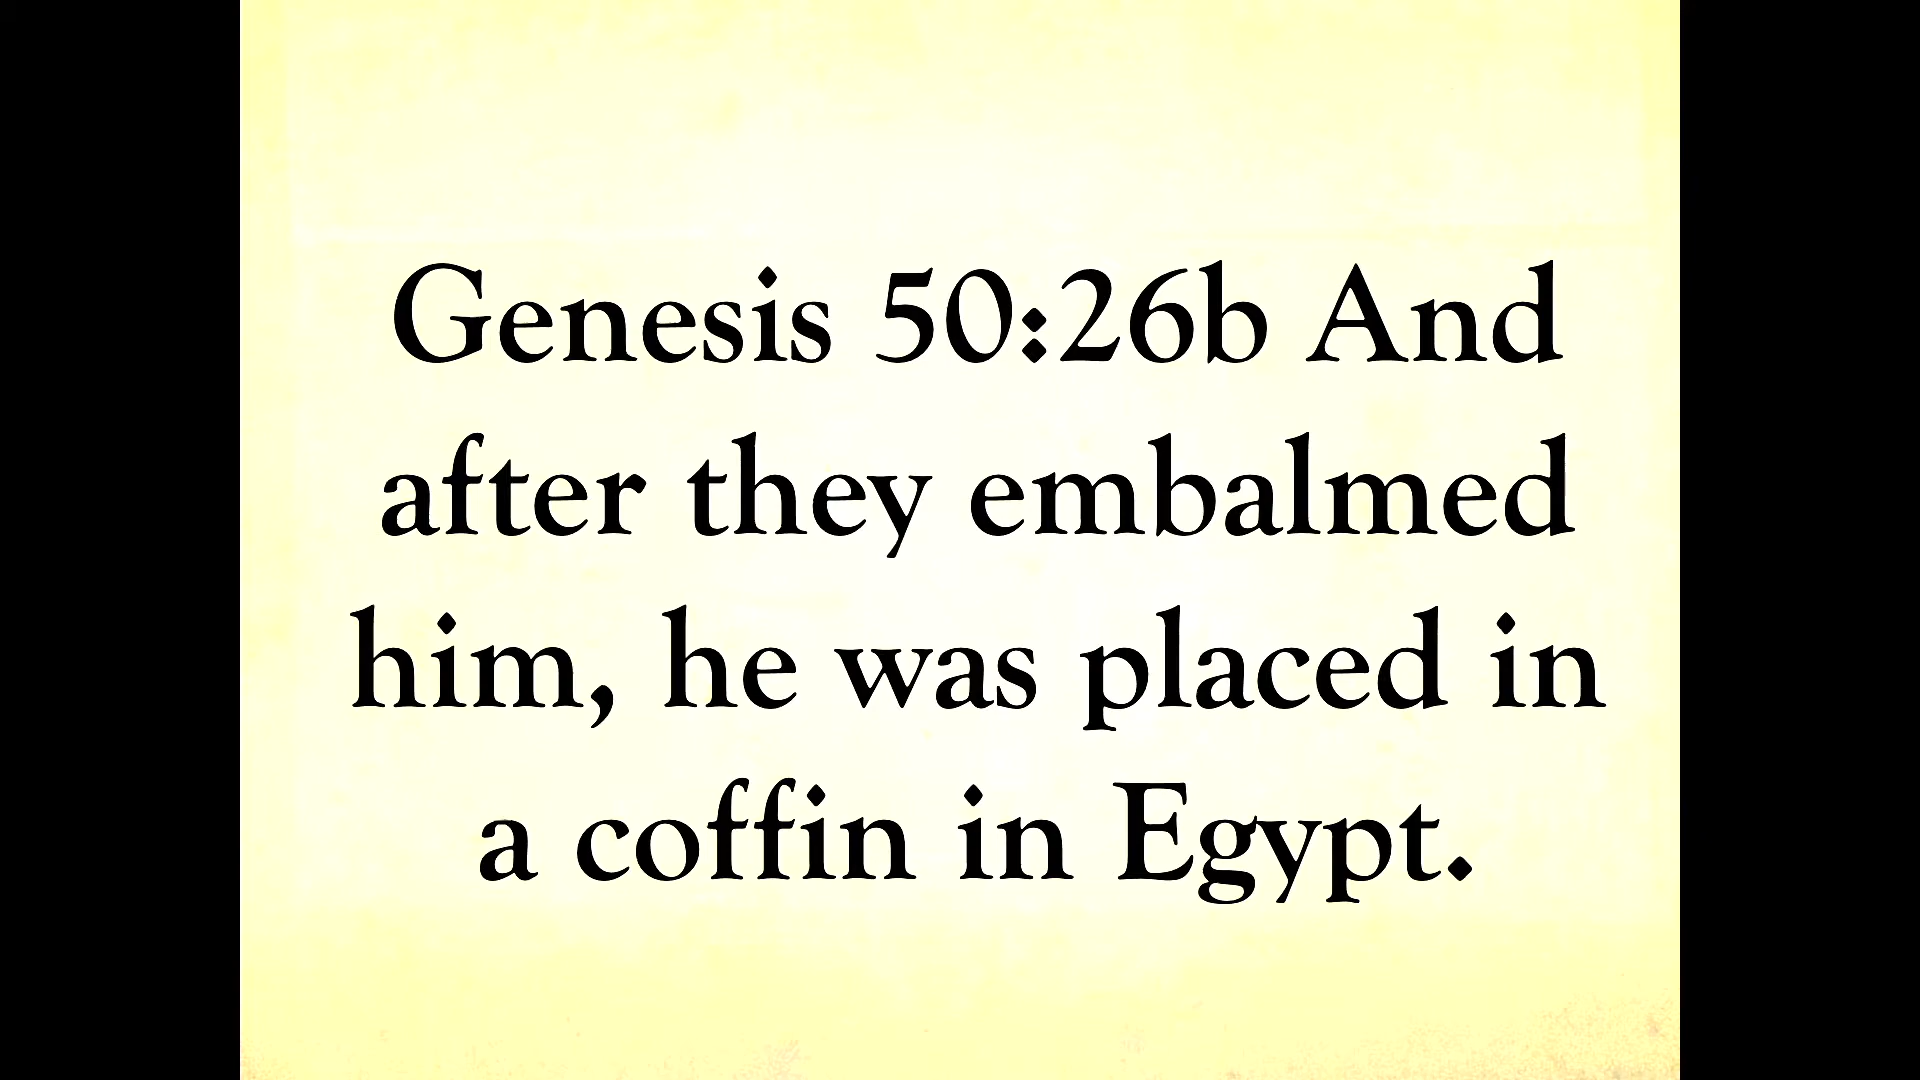 Genesis 50:26b And
after they embalmed
him, he was placed in
a coffin in Egypt.